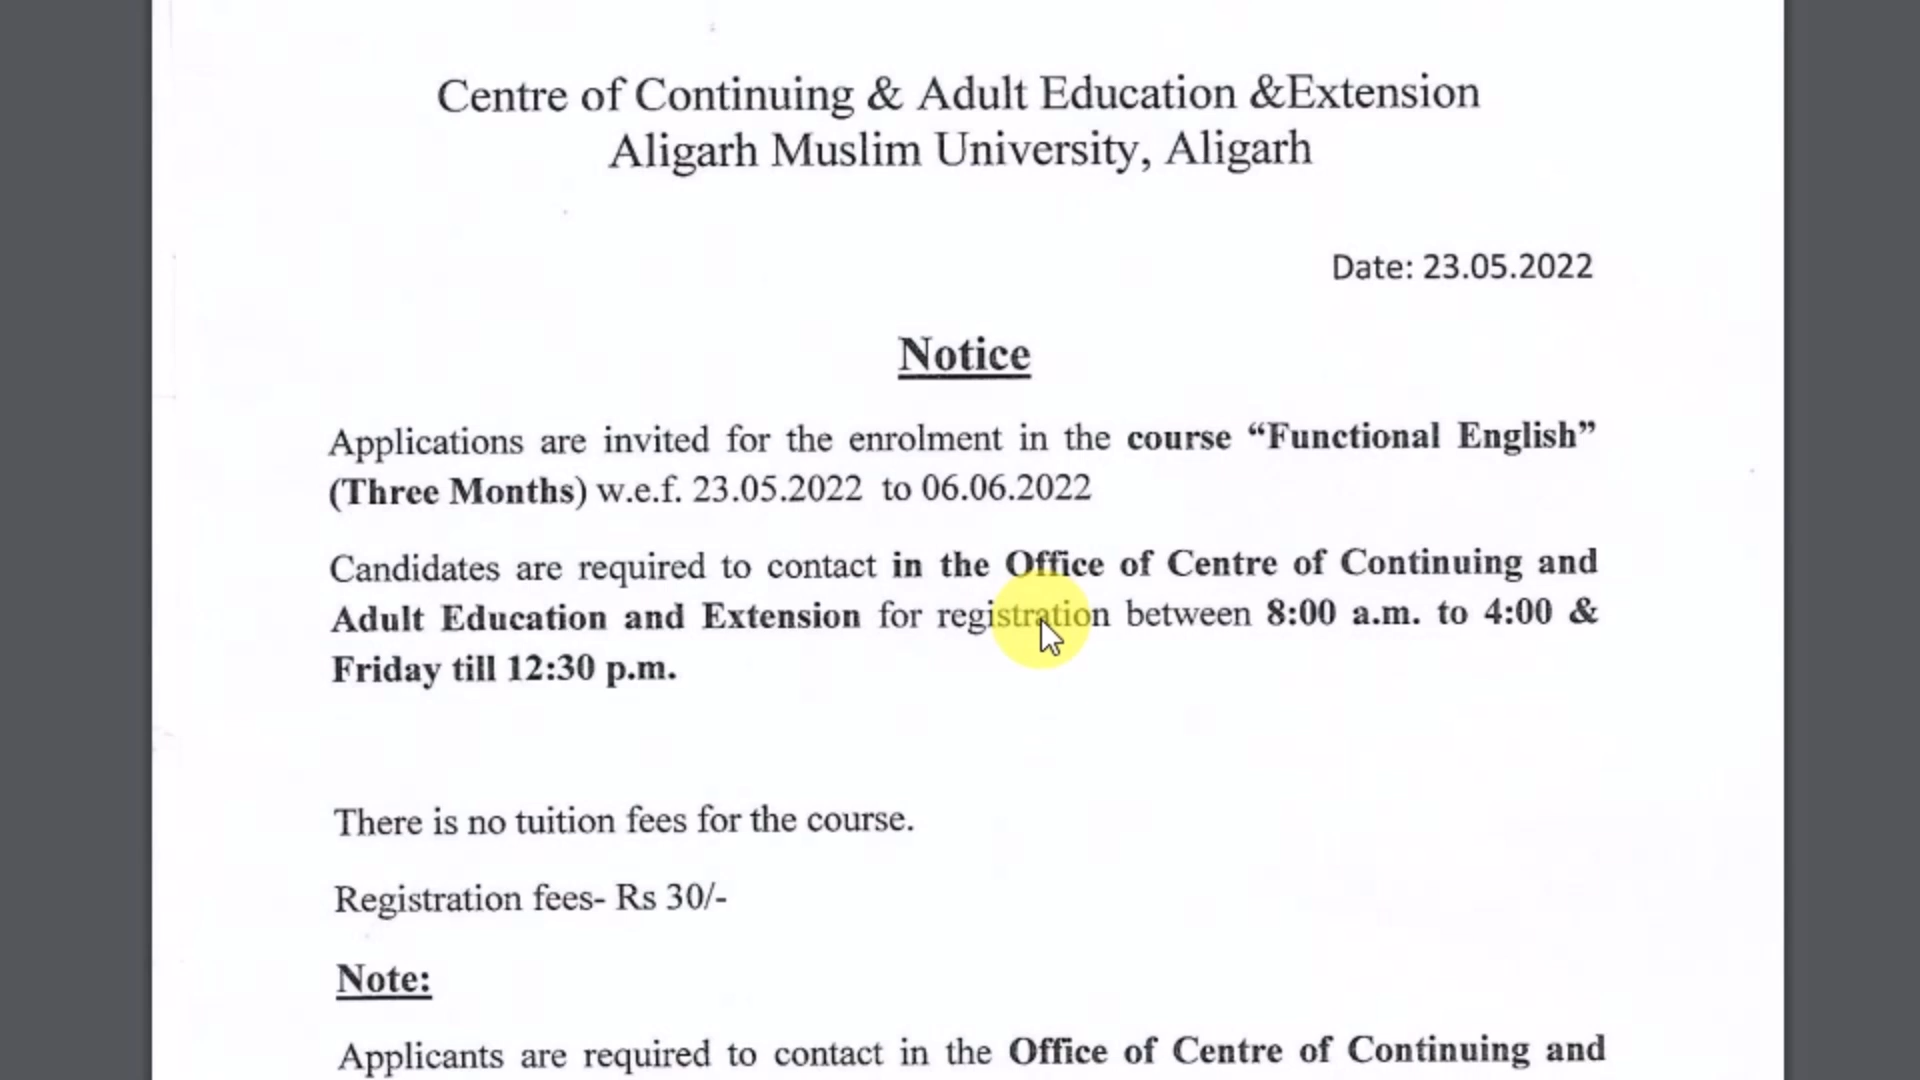 Centre of Continuing & Adult Education &Extension
Aligarh Muslim University, Aligarh
Date: 23.05.2022
Notice
Applications are invited for the enrolment in the course “Functional English”
(Three Months) w.e.f. 23.05.2022 to 06.06.2022
Candidates are required to contact in the Office of Centre of Continuing and
Adult Education and Extension for registration between 8:00 a.m. to 4:00 &
Friday till 12:30 p.m.
There is no tuition fees for the course.
Registration fees- Rs 30/-
Note:
Applicants are required to contact in the Office of Centre of Continuing and